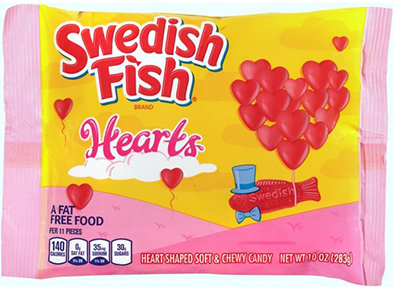 Swedish
Fish®
BRAND
Hearts
Swedish
A FAT
FREE FOOD
PER 11 PIECES
140
CALORIES
0g
SAT FAT
0% DV
35mg
SODIUM
30g
SUGARS
HEART SHAPED SOFT & CHEWY CANDY NET WT 10 OZ (283g)